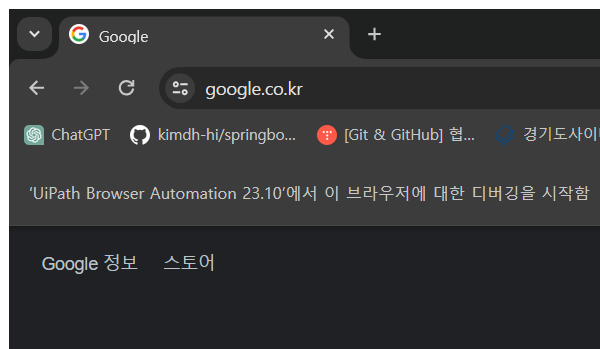 Google
google.co.kr
ChatGPT kimdh-hi/springbo... [Git & GitHub] 협... 경기도사이
'UiPath Browser Automation 23.10'에서 이 브라우저에 대한 디버깅을 시작함
Google 정보 스토어